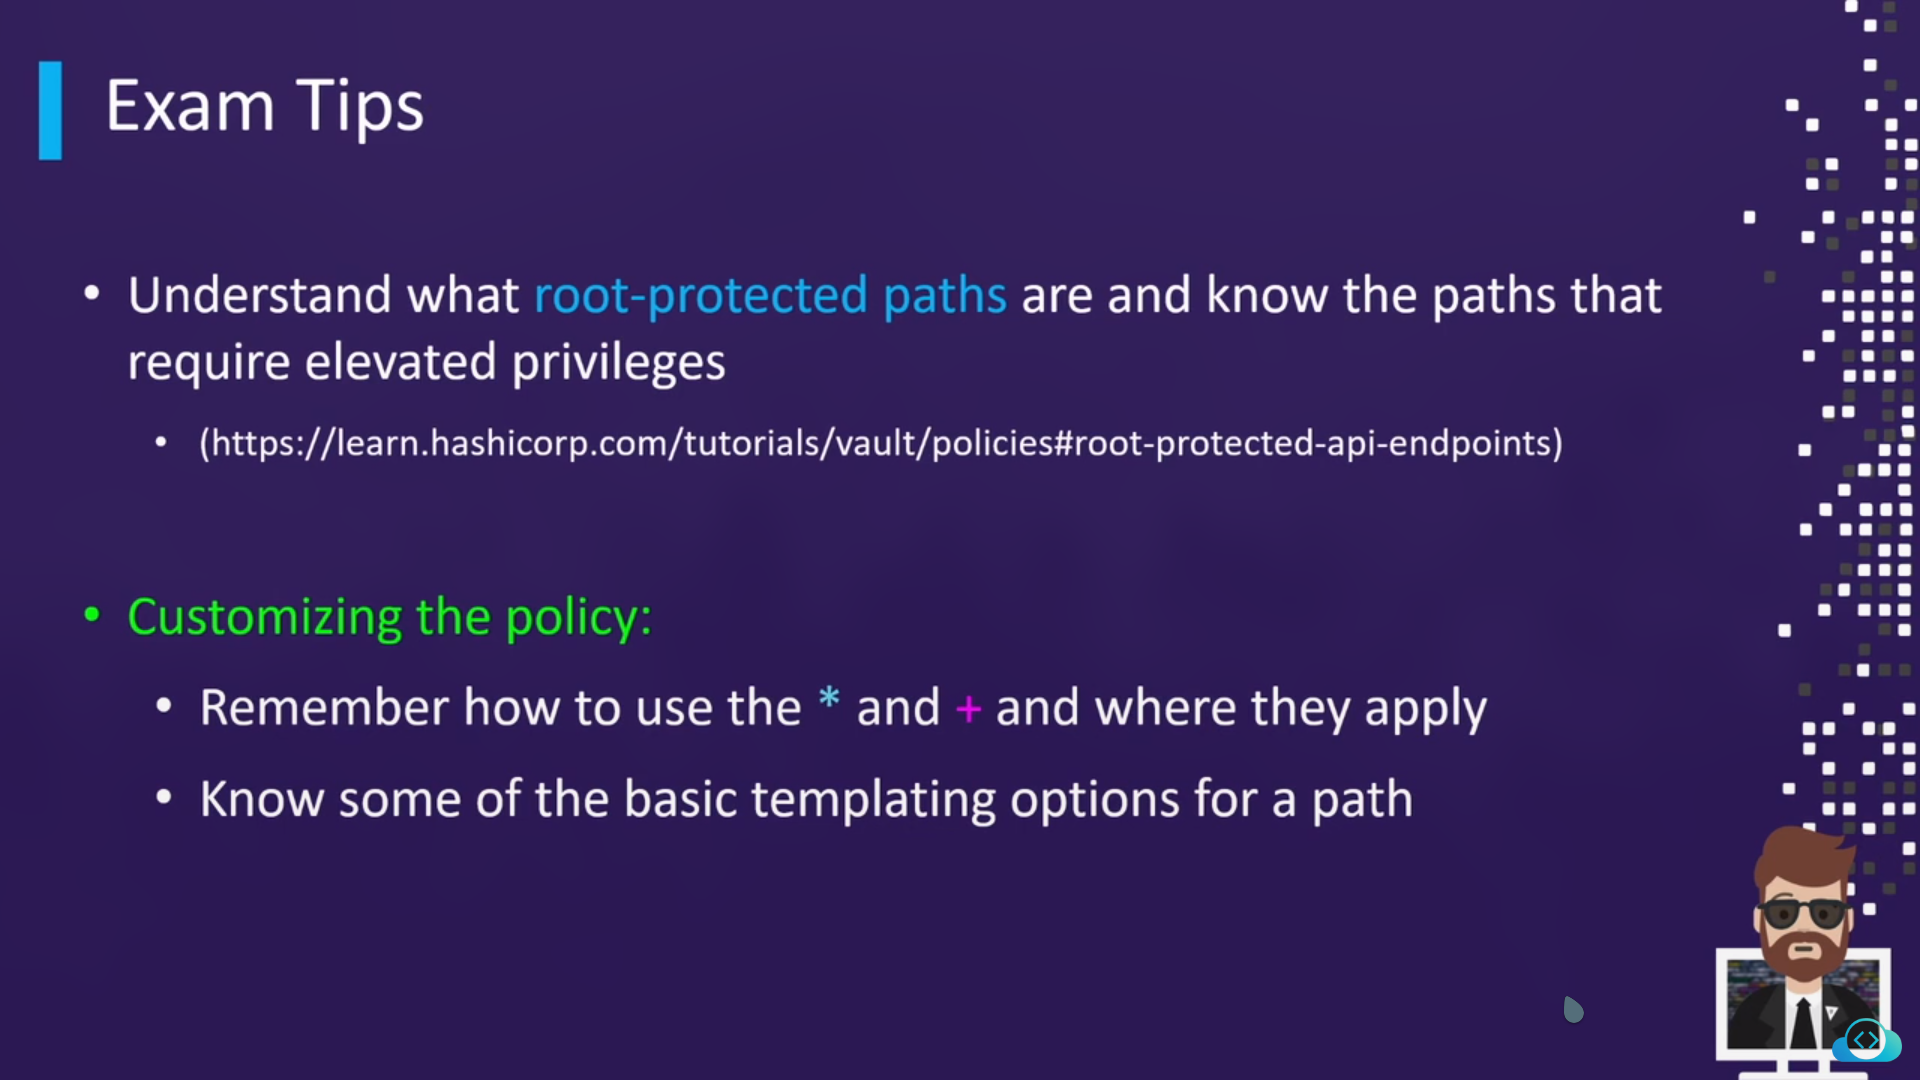 Exam Tips
• Understand what root-protected paths are and know the paths that
require elevated privileges
• (https://learn.hashicorp.com/tutorials/vault/policies#root-protected-api-endpoints)
• Customizing the policy:
• Remember how to use the * and + and where they apply
• Know some of the basic templating options for a path